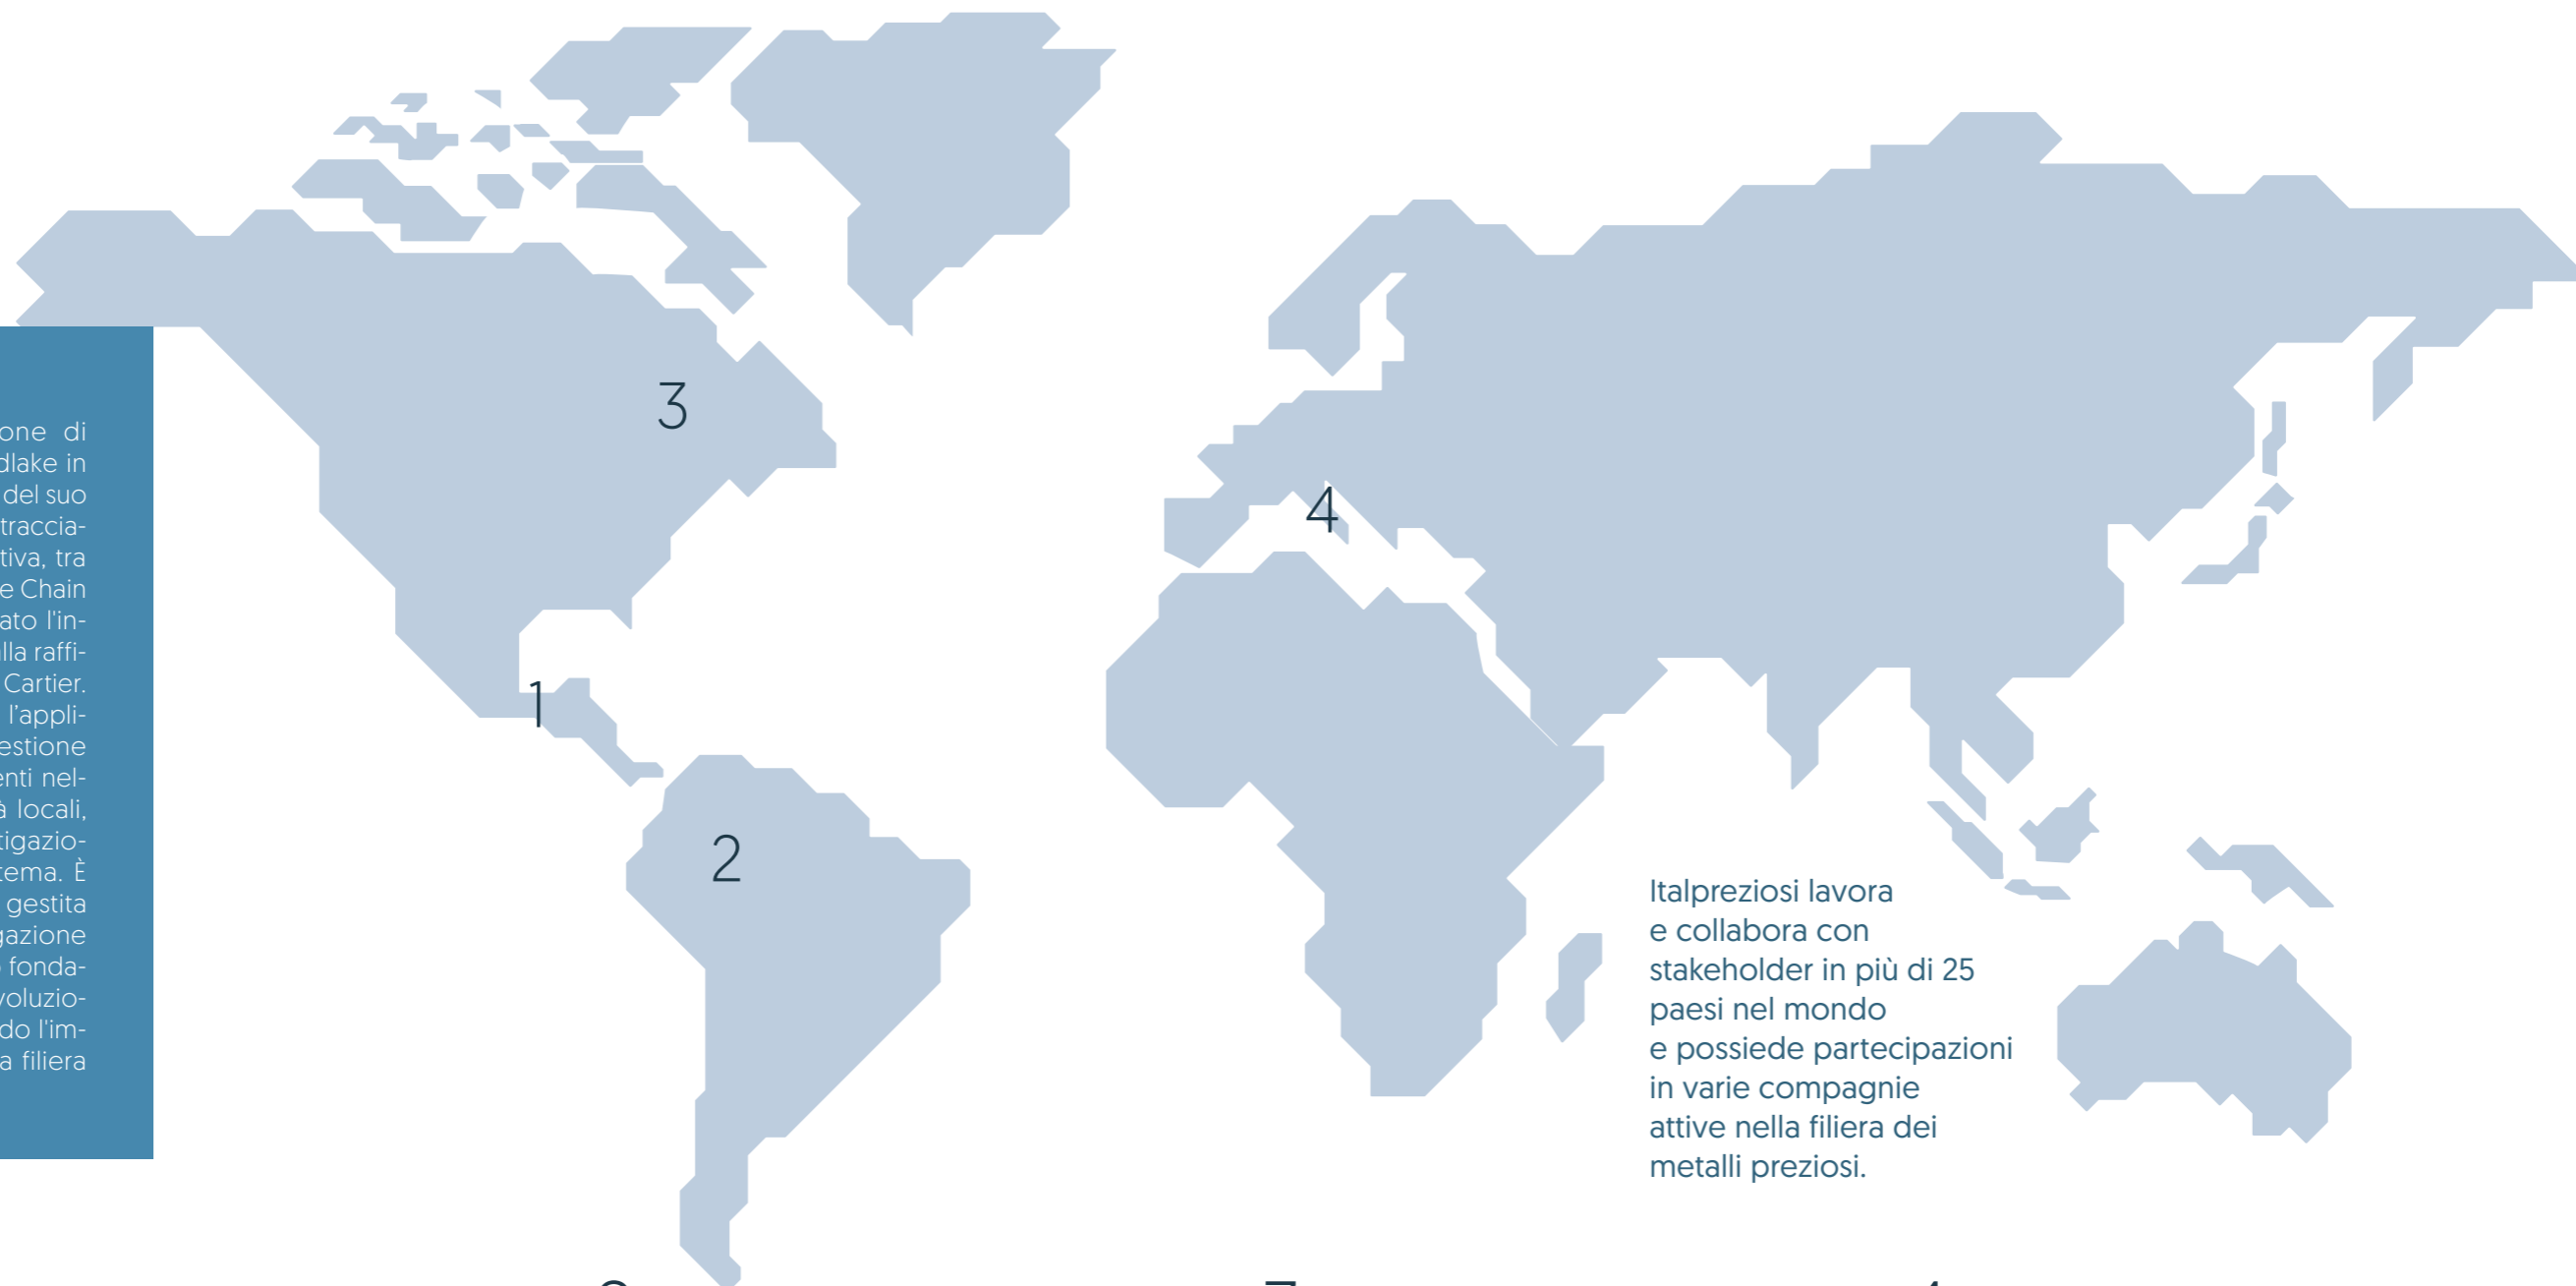 3
one di
dlake in
del suo
traccia-
tiva, tra
e Chain
ato l'in-
lla raffi-
Cartier.
l’appli-
estione
enti nel-
à locali,
tigazio-
tema. È
gestita
gazione
fonda-
voluzio-
do l'im-
a filiera
4
1
2
Italpreziosi lavora
e collabora con
stakeholder in più di 25
paesi nel mondo
e possiede partecipazioni
in varie compagnie
attive nella filiera dei
metalli preziosi.